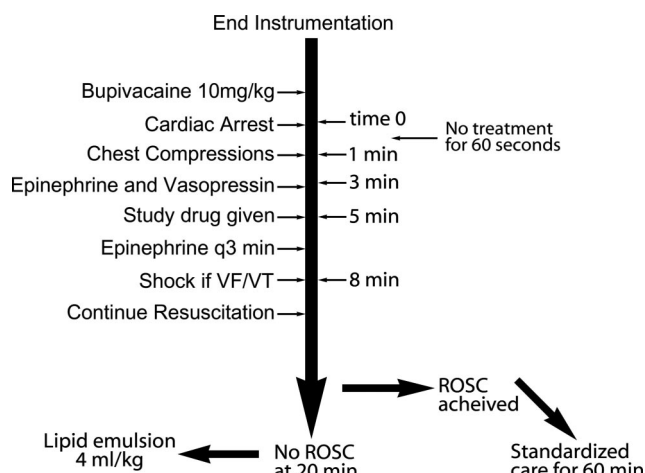 End Instrumentation
Bupivacaine 10mg/kg
Cardiac Arrest
time 0
No treatment
for 60 seconds
Chest Compressions
1 min
Epinephrine and Vasopressin
3 min
Study drug given
5 min
Epinephrine q3 min
Shock if VF/VT
8 min
Continue Resuscitation
ROSC
acheived
Lipid emulsion
4 ml/kg
No ROSC
at 20 min
Standardized
care for 60 min